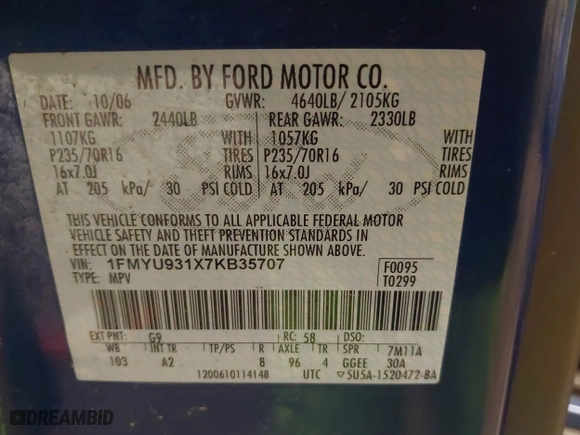 MFD. BY FORD MOTOR CO.
DATE: 10/06 GVWR: 4640LB/ 2105KG
FRONT GAWR: 2440LB REAR GAWR: 2330LB
1107KG WITH 1057KG WITH
P235/70R16 TIRES P235/70R16 TIRES
16x7.0J RIMS 16x7.0J RIMS
AT 205 kPa/ 30 PSI COLD AT 205 kPa/ 30 PSI COLD
THIS VEHICLE CONFORMS TO ALL APPLICABLE FEDERAL MOTOR
VEHICLE SAFETY AND THEFT PREVENTION STANDARDS IN
EFFECT ON THE DATE OF MANUFACTURE SHOWN ABOVE.
VIN: 1FMYU931X7KB35707 F0095
TYPE: MPV T0299
EXT PNT: G9 RC: 58 DSO:
WB INT TR TP/PS R AXLE TR SPR 7M11A
103 A2 8 96 4 GGEE 30A
1200610114148 UTC ▽5U5A-1520472-8A
DREAMBID